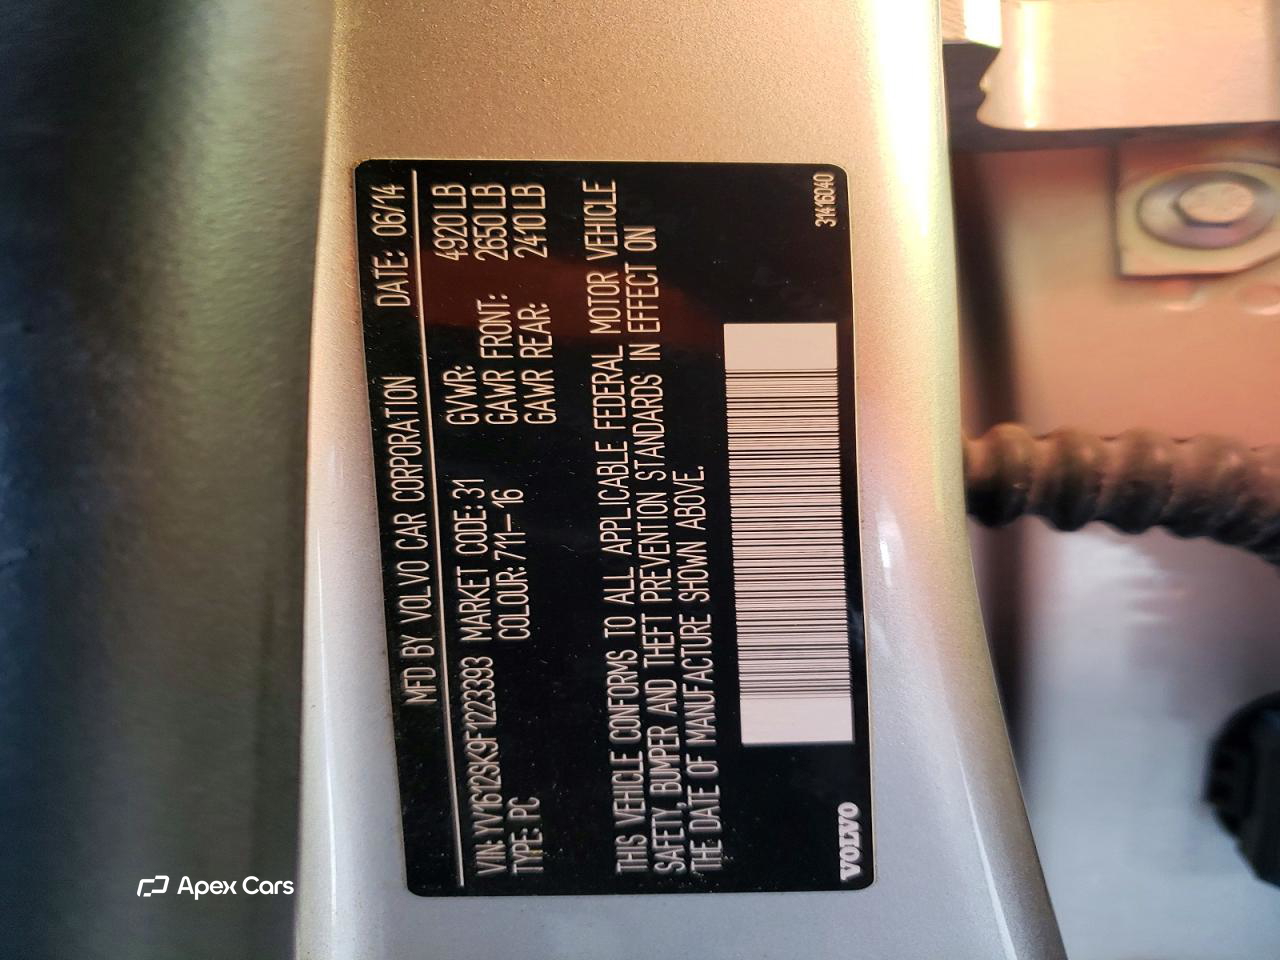 MFD BY VOLVO CAR CORPORATION DATE: 06/14
VIN: YV1612SK9F1223393 MARKET CODE: 31 GVWR: 4920 LB
TYPE: PC COLOUR: 711-16 GAWR FRONT: 2650 LB
GAWR REAR: 2410 LB
THIS VEHICLE CONFORMS TO ALL APPLICABLE FEDERAL MOTOR VEHICLE
SAFETY, BUMPER AND THEFT PREVENTION STANDARDS IN EFFECT ON
THE DATE OF MANUFACTURE SHOWN ABOVE.
VOLVO
31416040
Apex Cars